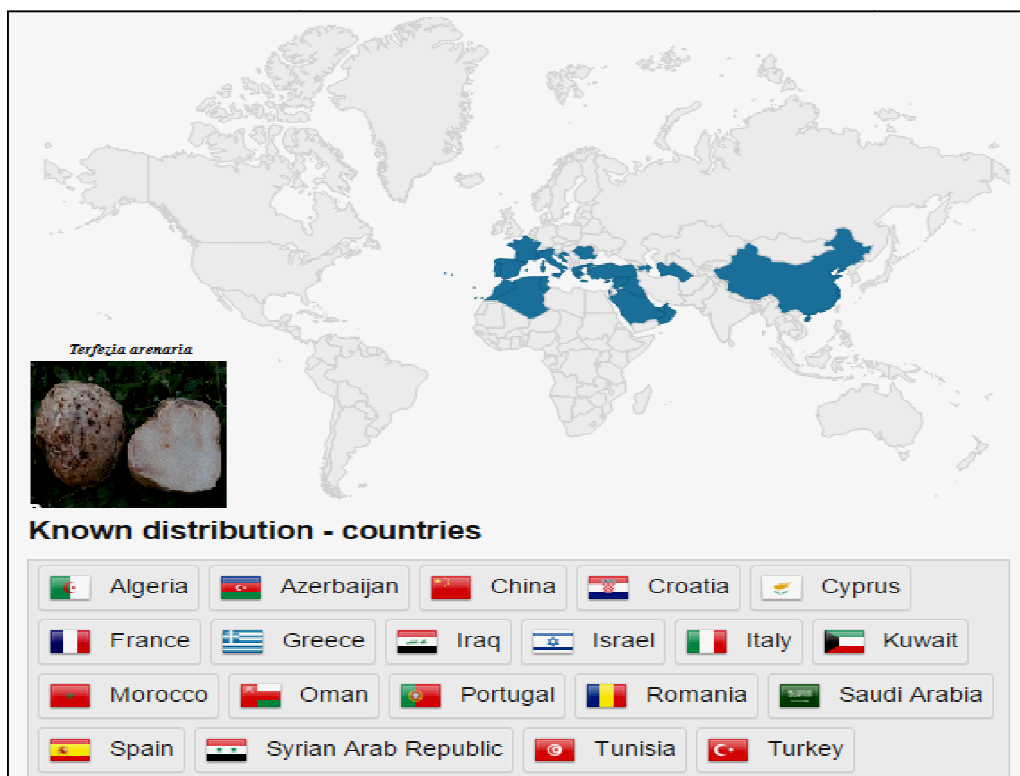 Terfezia arenaria
Known distribution - countries
Algeria Azerbaijan China Croatia Cyprus
France Greece Iraq Israel Italy Kuwait
Morocco Oman Portugal Romania Saudi Arabia
Spain Syrian Arab Republic Tunisia Turkey